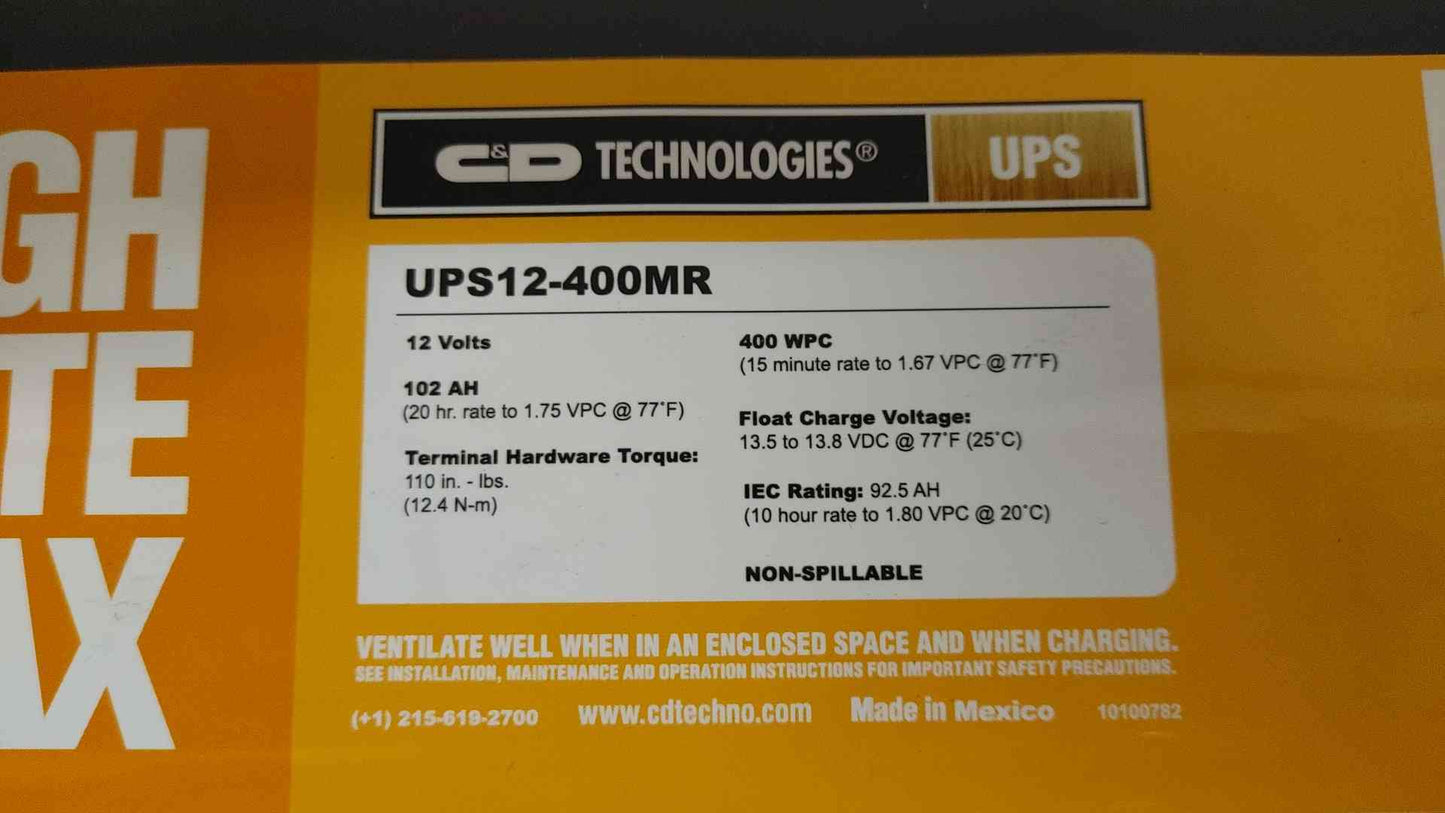 GH
TE
AX
C&D TECHNOLOGIES® UPS
UPS12-400MR
12 Volts
102 AH
(20 hr. rate to 1.75 VPC @ 77°F)
Terminal Hardware Torque:
110 in. - lbs.
(12.4 N-m)
400 WPC
(15 minute rate to 1.67 VPC @ 77°F)
Float Charge Voltage:
13.5 to 13.8 VDC @ 77°F (25°C)
IEC Rating: 92.5 AH
(10 hour rate to 1.80 VPC @ 20°C)
NON-SPILLABLE
VENTILATE WELL WHEN IN AN ENCLOSED SPACE AND WHEN CHARGING.
SEE INSTALLATION, MAINTENANCE AND OPERATION INSTRUCTIONS FOR IMPORTANT SAFETY PRECAUTIONS.
(+1) 215-619-2700 www.cdtechno.com Made in Mexico 10100782